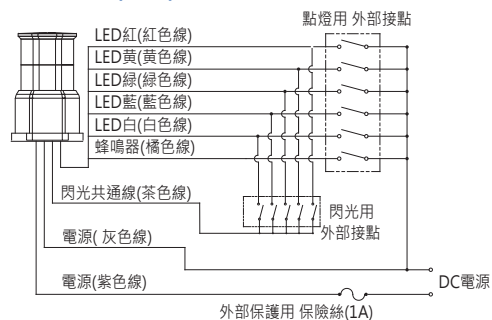 點燈用 外部接點
LED紅(紅色線)
LED黃(黃色線)
LED綠(綠色線)
LED藍(藍色線)
LED白(白色線)
蜂鳴器(橘色線)
閃光共通線(茶色線)
閃光用
外部接點
電源( 灰色線)
電源(紫色線)
DC電源
外部保護用 保險絲(1A)